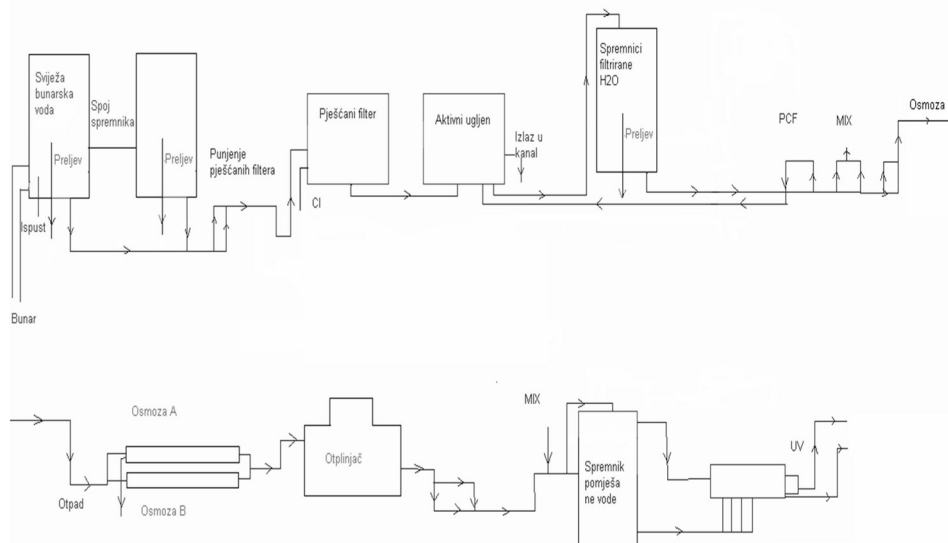 Sviježa
bunarska
voda
Spoj
spremnika
Preljev
Preljev
Ispust
Bunar
Punjenje
pješčanih filtera
Pješčani filter
Cl
Aktivni ugljen
Izlaz u
kanal
Spremnici
filtrirane
H2O
Preljev
PCF
MIX
Osmoza
Osmoza A
Otpad
Osmoza B
Otplinjač
MIX
Spremnik
pomješa
ne vode
UV